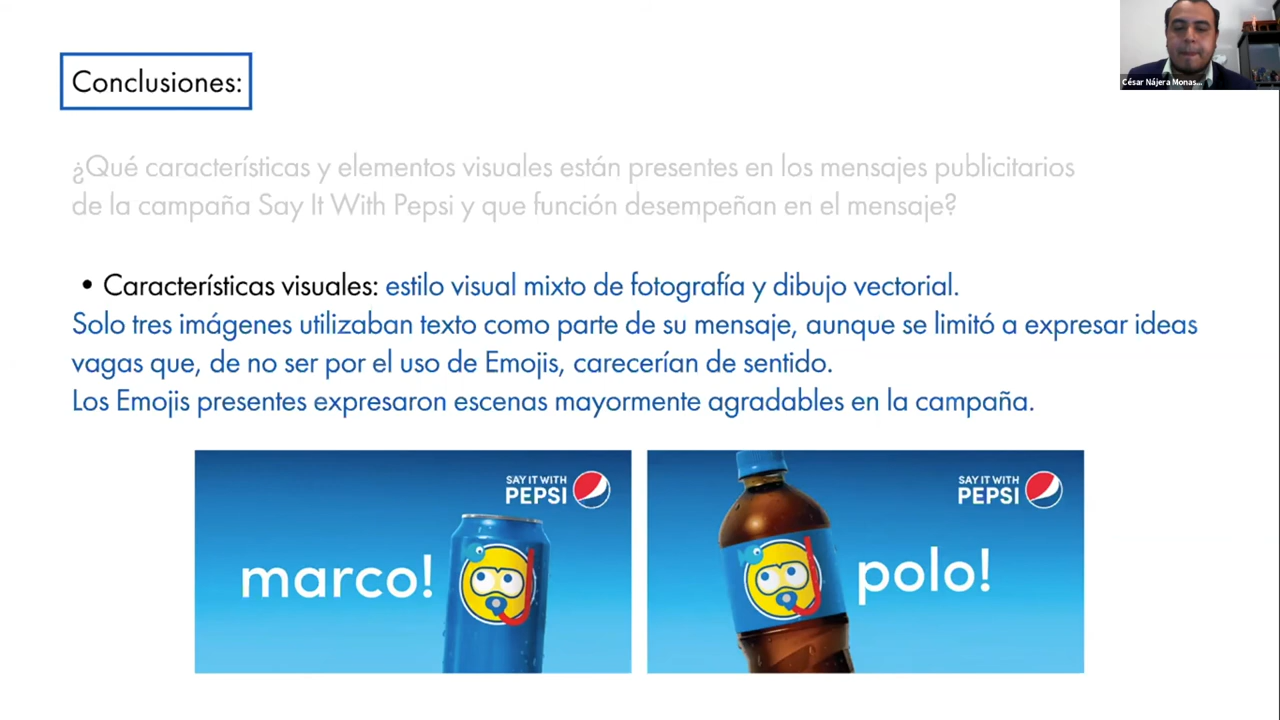 Conclusiones:
César Nájera Monas...
¿Qué características y elementos visuales están presentes en los mensajes publicitarios
de la campaña Say It With Pepsi y que función desempeñan en el mensaje?
• Características visuales: estilo visual mixto de fotografía y dibujo vectorial.
Solo tres imágenes utilizaban texto como parte de su mensaje, aunque se limitó a expresar ideas
vagas que, de no ser por el uso de Emojis, carecerían de sentido.
Los Emojis presentes expresaron escenas mayormente agradables en la campaña.
SAY IT WITH
PEPSI
marco!
SAY IT WITH
PEPSI
polo!